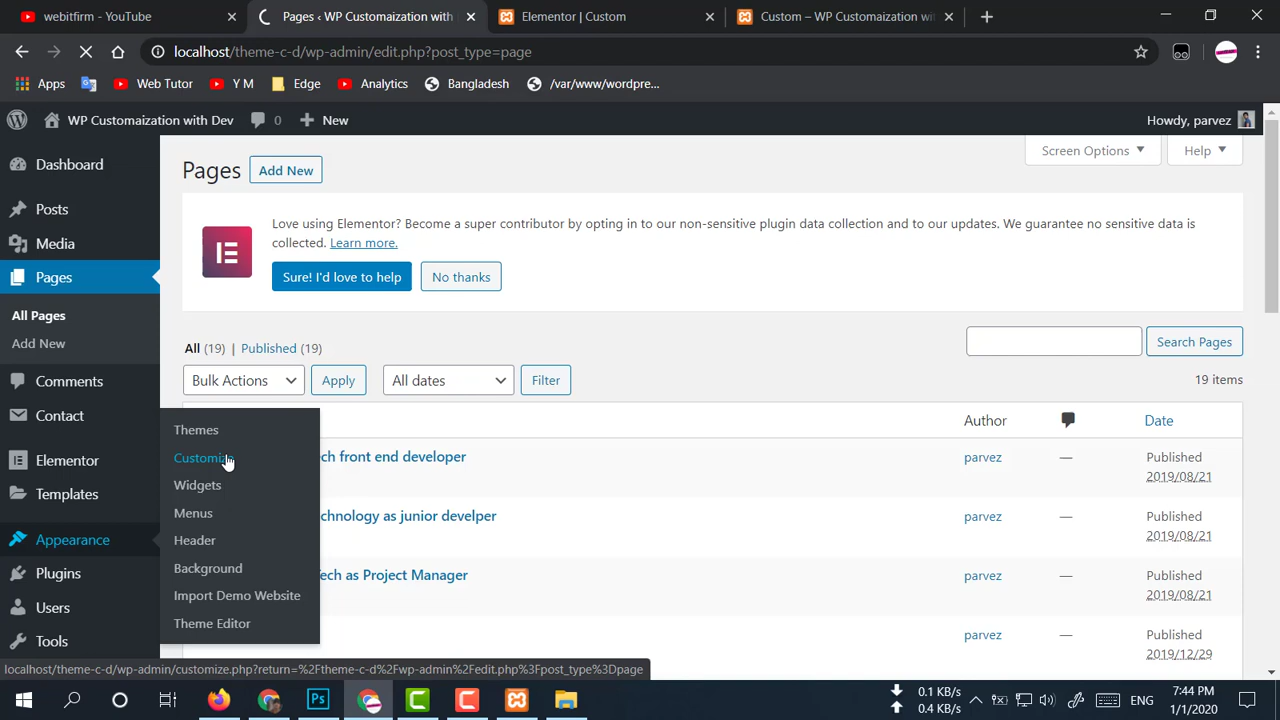 webitfirm - YouTube
Pages ‹ WP Customaization with
Elementor | Custom
Custom – WP Customaization wit
localhost/theme-c-d/wp-admin/edit.php?post_type=page
Apps
Web Tutor
Y M
Edge
Analytics
Bangladesh
/var/www/wordpre...
WP Customaization with Dev
0
New
Howdy, parvez
Dashboard
Posts
Media
Pages
All Pages
Add New
Comments
Contact
Elementor
Templates
Appearance
Plugins
Users
Tools
Themes
Customize
Widgets
Menus
Header
Background
Import Demo Website
Theme Editor
Pages
Add New
Screen Options
Help
Love using Elementor? Become a super contributor by opting in to our non-sensitive plugin data collection and to our updates. We guarantee no sensitive data is
collected. Learn more.
Sure! I'd love to help
No thanks
All (19) | Published (19)
Search Pages
Bulk Actions
Apply
All dates
Filter
19 items
Author
Date
ch front end developer
parvez
—
Published
2019/08/21
chnology as junior develper
parvez
—
Published
2019/08/21
ech as Project Manager
parvez
—
Published
2019/08/21
parvez
—
Published
2019/12/29
localhost/theme-c-d/wp-admin/customize.php?return=%2Ftheme-c-d%2Fwp-admin%2Fedit.php%3Fpost_type%3Dpage
0.1 KB/s
0.4 KB/s
ENG
7:44 PM
1/1/2020